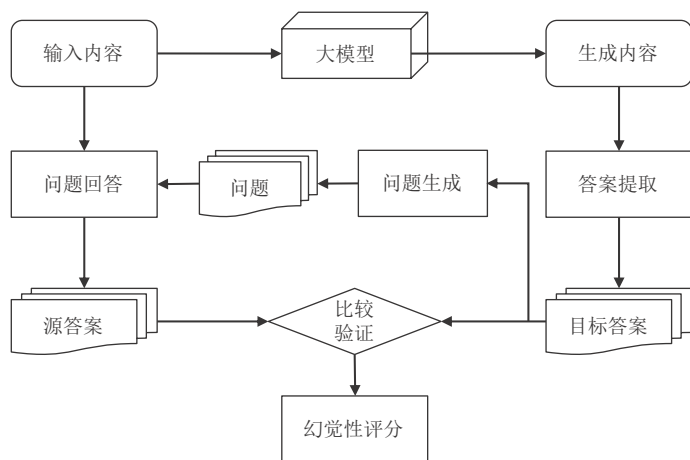 输入内容
大模型
生成内容
问题回答
问题
问题生成
答案提取
源答案
比较
验证
目标答案
幻觉性评分